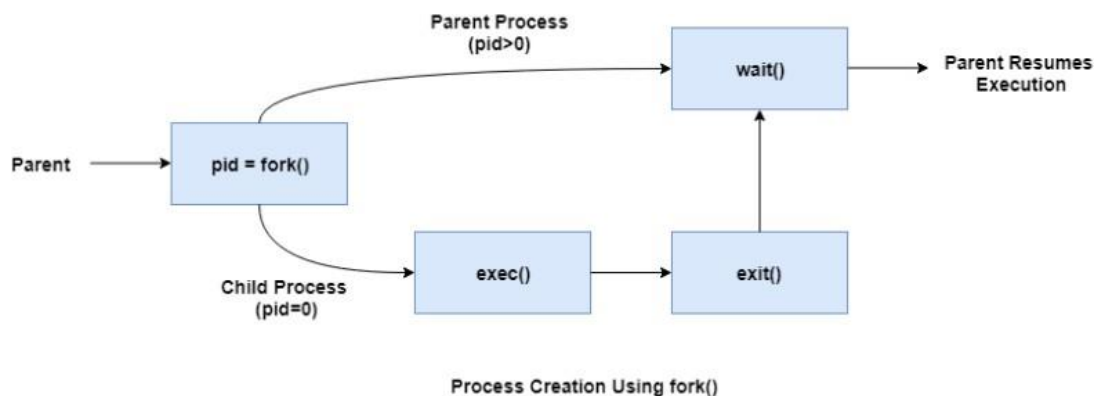 Parent Process
(pid>0)
wait()
Parent Resumes
Execution
Parent
pid = fork()
Child Process
(pid=0)
exec()
exit()
Process Creation Using fork()